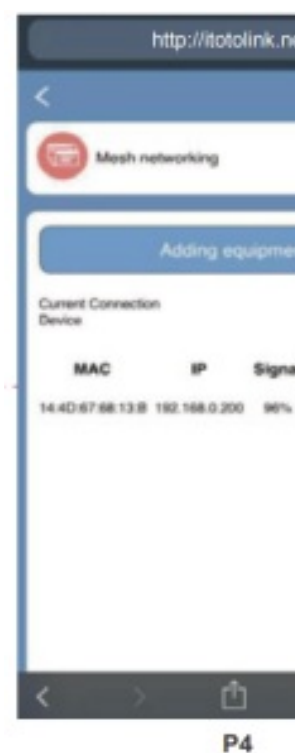 http://itotolink.ne
Mesh networking
Adding equipme
Current Connection
Device
MAC IP Signa
14:4D:67:68:13:B 192.168.0.200 96%
P4